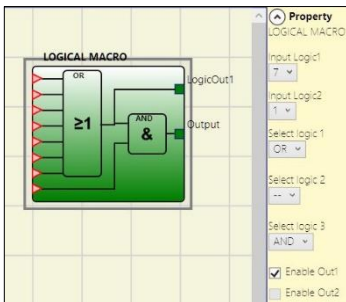 LOGICAL MACRO
OR
≥1
AND
&
LogicOut1
Output
Property
LOGICAL MACRO
Input Logic1
7
Input Logic2
1
Select logic 1
OR
Select logic 2
--
Select logic 3
AND
Enable Out1
Enable Out2